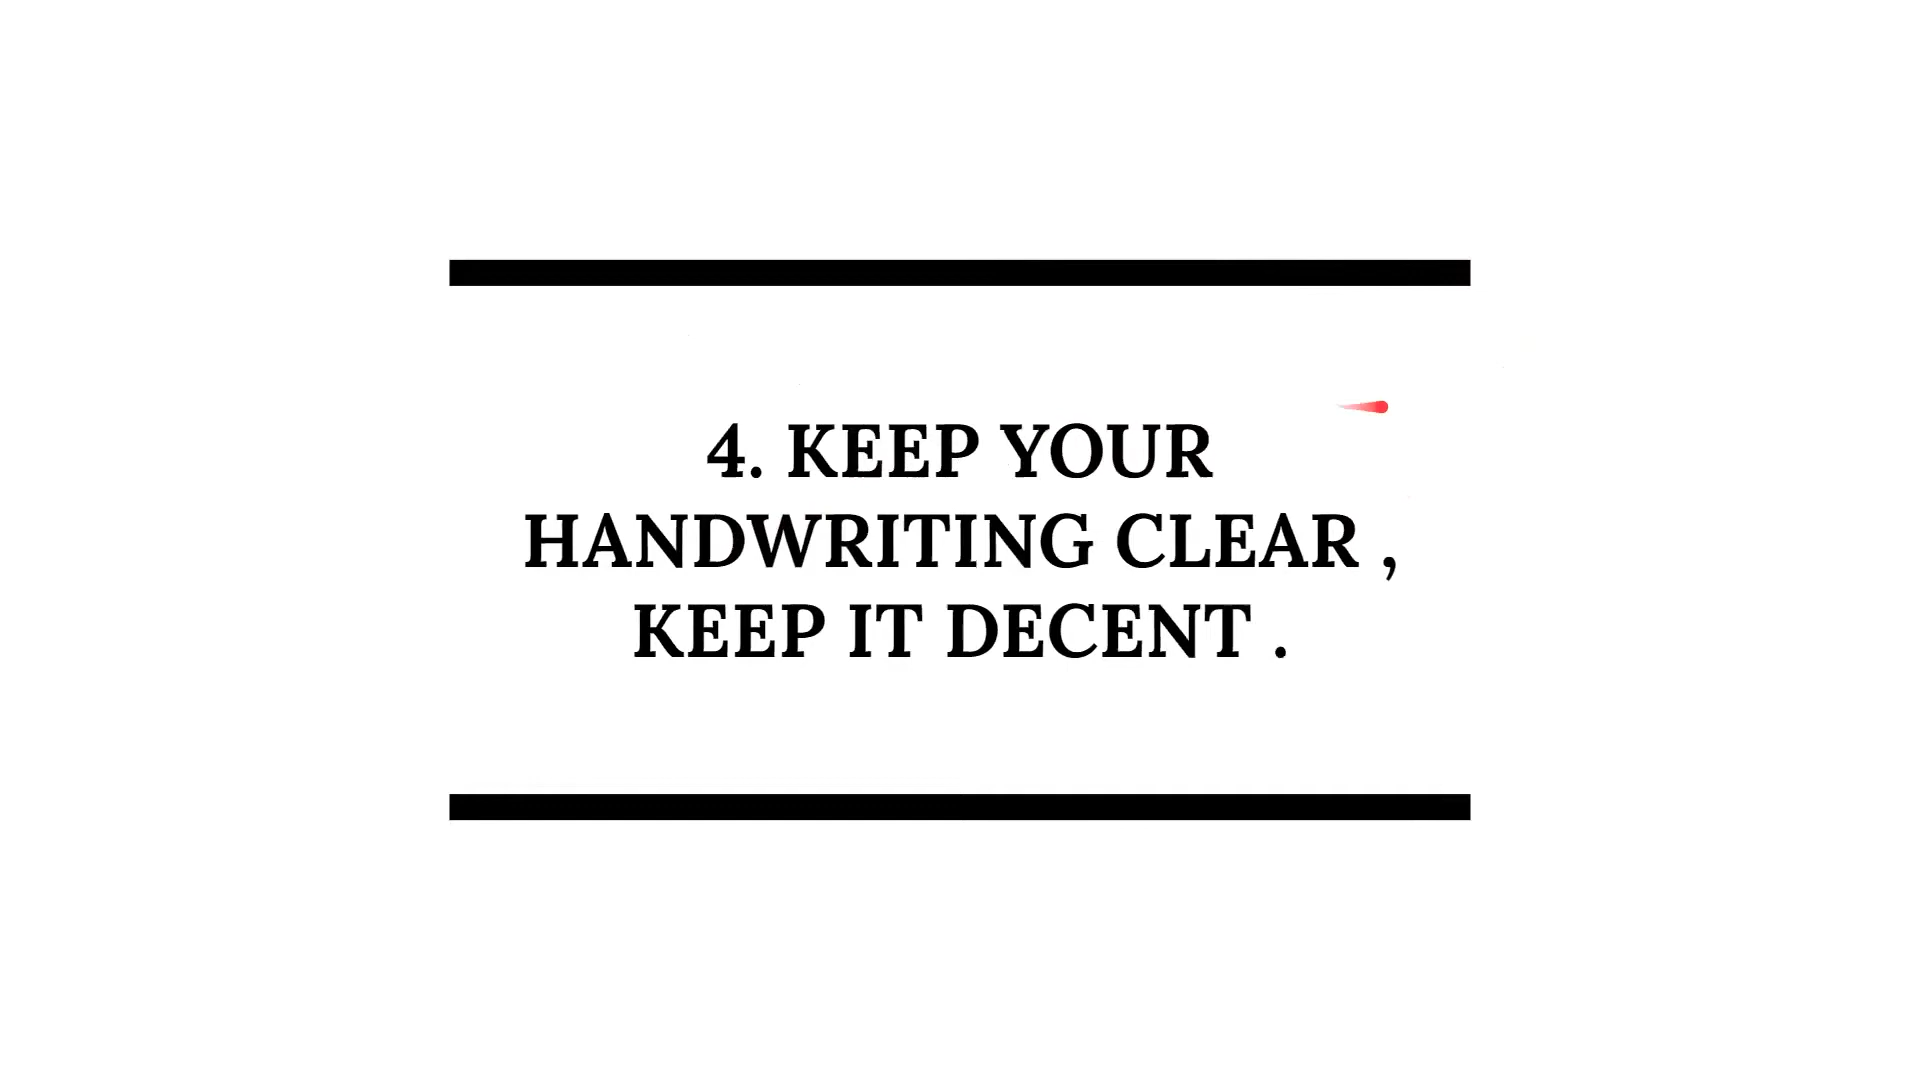 4. KEEP YOUR
HANDWRITING CLEAR ,
KEEP IT DECENT .